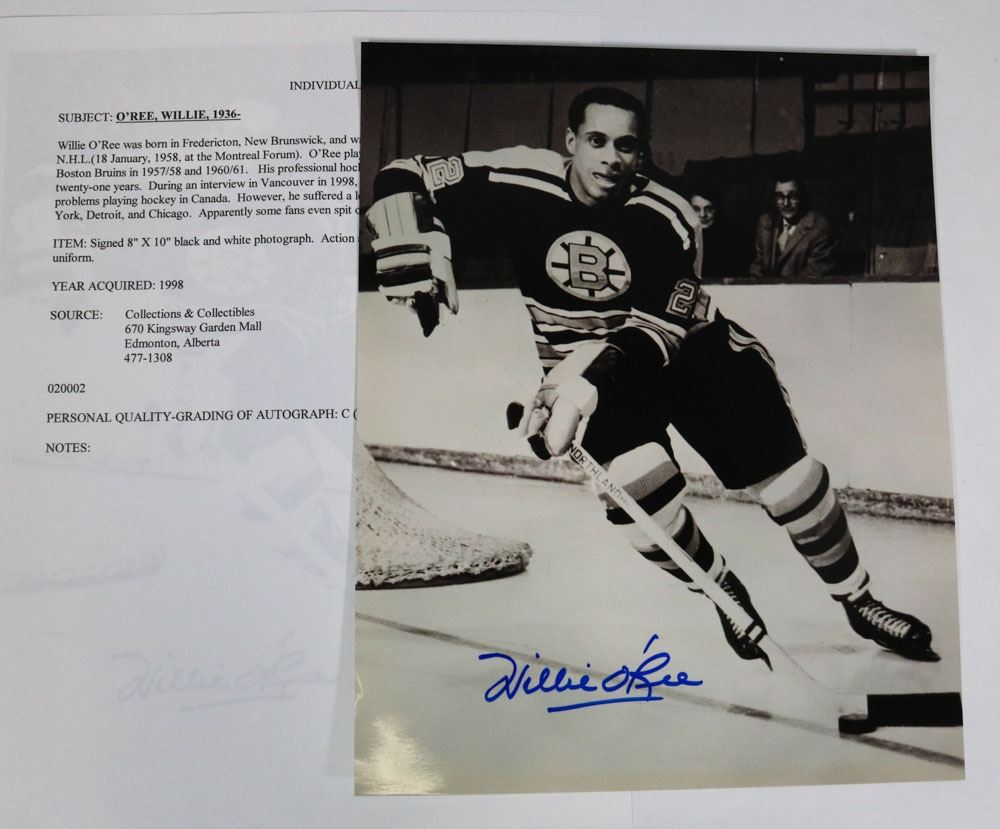 INDIVIDUAL
SUBJECT: O'REE, WILLIE, 1936-
Willie O'Ree was born in Fredericton, New Brunswick, and w
N.H.L.(18 January, 1958, at the Montreal Forum). O'Ree play
Boston Bruins in 1957/58 and 1960/61. His professional hock
twenty-one years. During an interview in Vancouver in 1998,
problems playing hockey in Canada. However, he suffered a l
York, Detroit, and Chicago. Apparently some fans even spit o
ITEM: Signed 8" X 10" black and white photograph. Action
uniform.
YEAR ACQUIRED: 1998
SOURCE: Collections & Collectibles
670 Kingsway Garden Mall
Edmonton, Alberta
477-1308
020002
PERSONAL QUALITY-GRADING OF AUTOGRAPH: C (
NOTES:
22
B
2
NORTHLAND
Willie O'Ree
Willie O'Ree